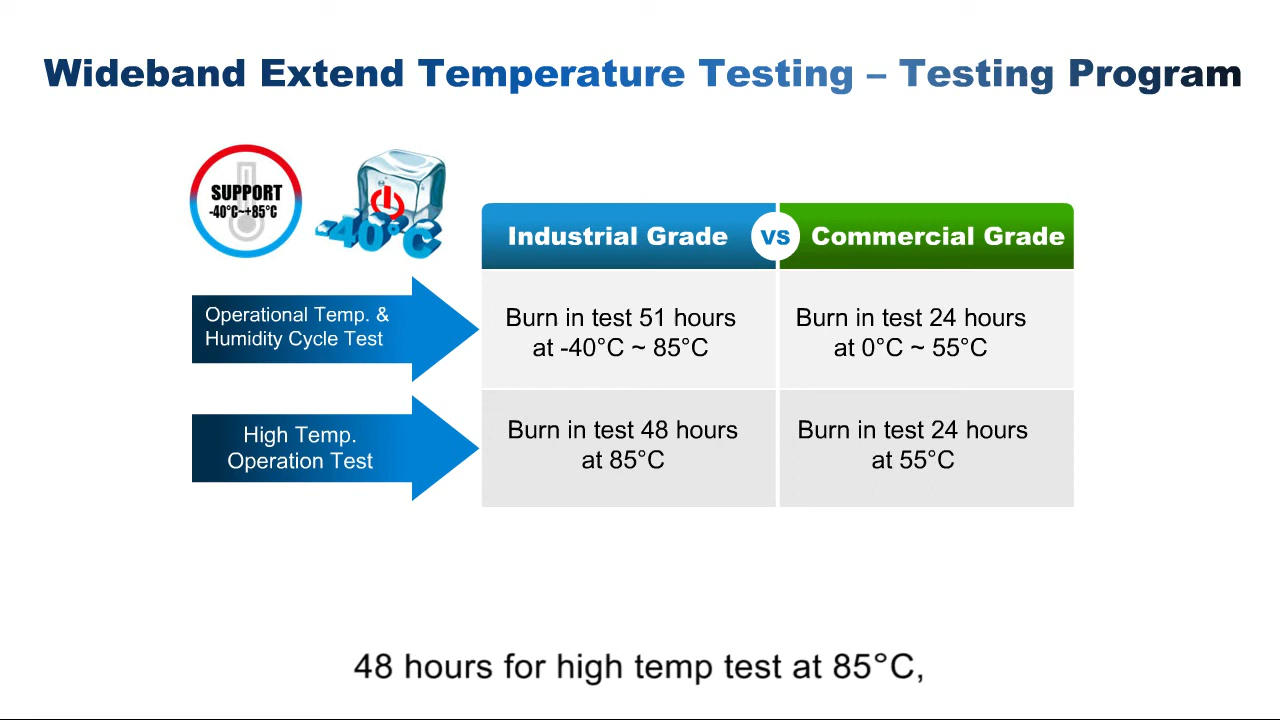 Wideband Extend Temperature Testing – Testing Program
SUPPORT
-40°C~+85°C
-40°C
Industrial Grade
VS
Commercial Grade
Operational Temp. &
Humidity Cycle Test
Burn in test 51 hours
at -40°C ~ 85°C
Burn in test 24 hours
at 0°C ~ 55°C
High Temp.
Operation Test
Burn in test 48 hours
at 85°C
Burn in test 24 hours
at 55°C
48 hours for high temp test at 85°C,